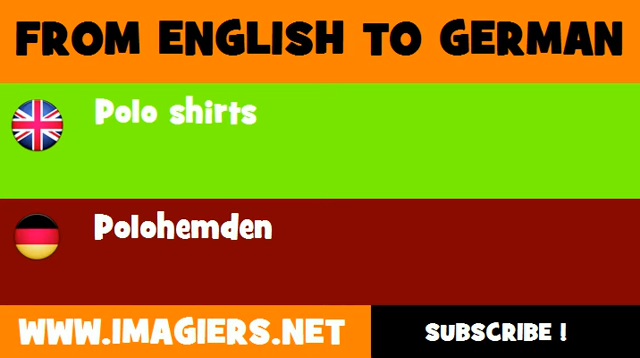 FROM ENGLISH TO GERMAN
Polo shirts
Polohemden
WWW.IMAGIERS.NET
SUBSCRIBE !